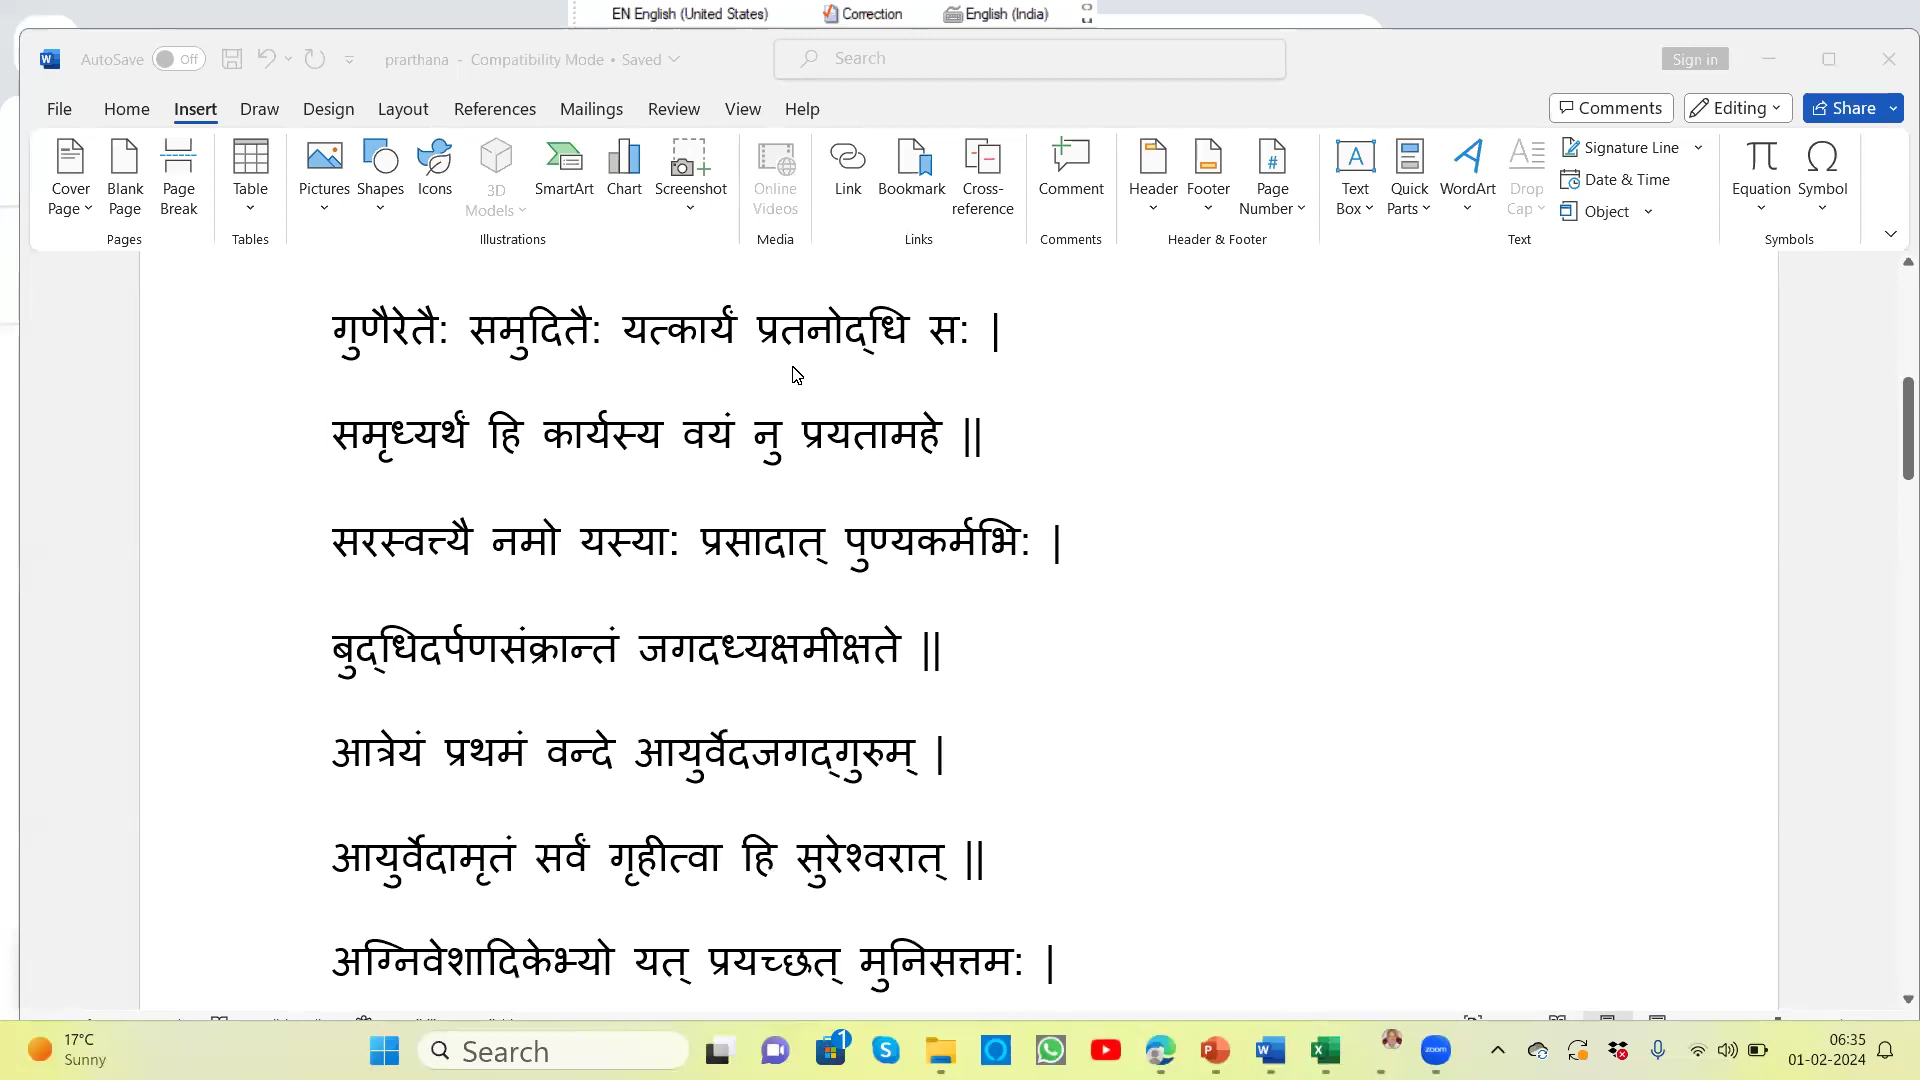 EN English (United States) Correction English (India)
AutoSave Off prarthana - Compatibility Mode • Saved Search Sign in
File Home Insert Draw Design Layout References Mailings Review View Help Comments Editing Share
Cover Page Blank Page Page Break Table Pictures Shapes Icons 3D Models SmartArt Chart Screenshot Online Videos Link Bookmark Cross-reference Comment Header Footer Page Number Text Box Quick Parts WordArt Drop Cap Signature Line Date & Time Object Equation Symbol
Pages Tables Illustrations Media Links Comments Header & Footer Text Symbols
गुणैरेतै: समुदितै: यत्कार्यं प्रतनोद्धि स: |
समृध्यर्थं हि कार्यस्य वयं नु प्रयतामहे ||
सरस्वत्त्यै नमो यस्या: प्रसादात् पुण्यकर्मभि: |
बुद्धिदर्पणसंक्रान्तं जगदध्यक्षमीक्षते ||
आत्रेयं प्रथमं वन्दे आयुर्वेदजगद्गुरुम् |
आयुर्वेदामृतं सर्वं गृहीत्वा हि सुरेश्वरात् ||
अग्निवेशादिकेभ्यो यत् प्रयच्छत् मुनिसत्तम: |
17°C
Sunny
Search
1
zoom
06:35
01-02-2024